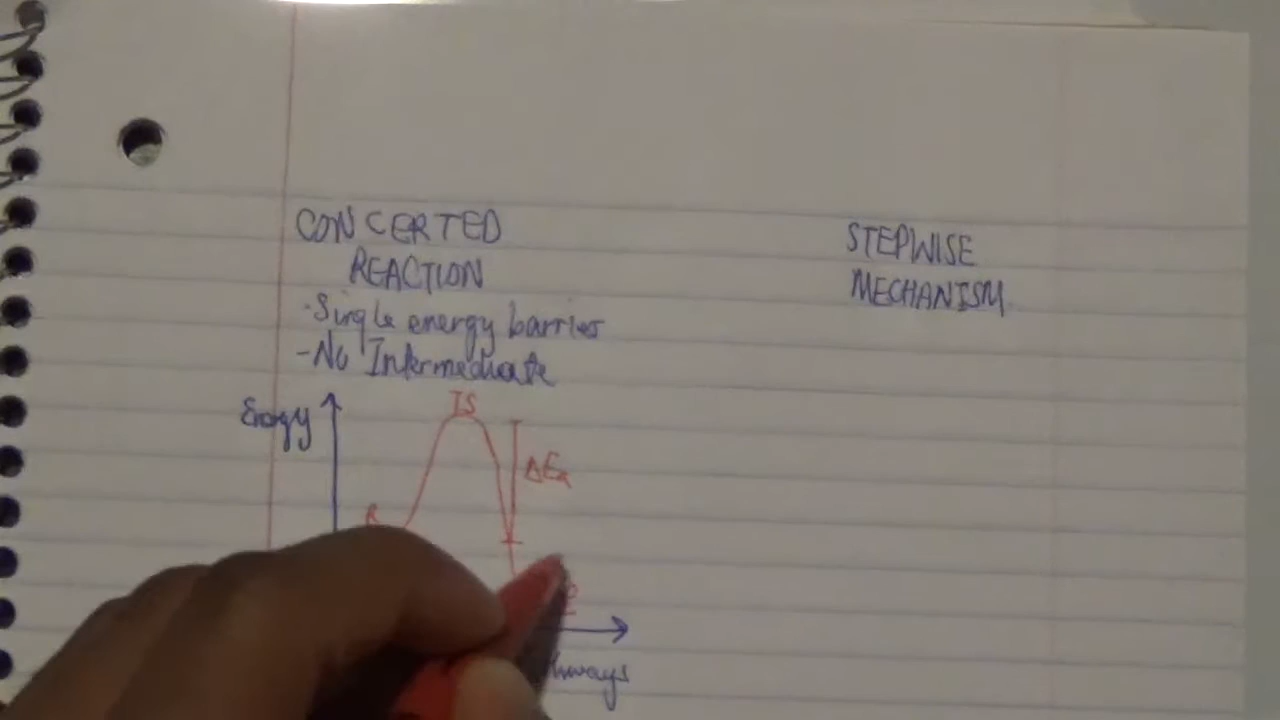 CONCERTED
REACTION
STEPWISE
MECHANISM
-Single energy barrier
-No Intermediate
Energy
TS
ΔEa
R
P